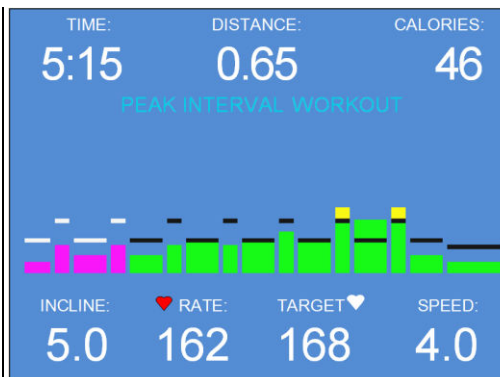 TIME: DISTANCE: CALORIES:
5:15 0.65 46
PEAK INTERVAL WORKOUT
INCLINE: RATE: TARGET SPEED:
5.0 162 168 4.0